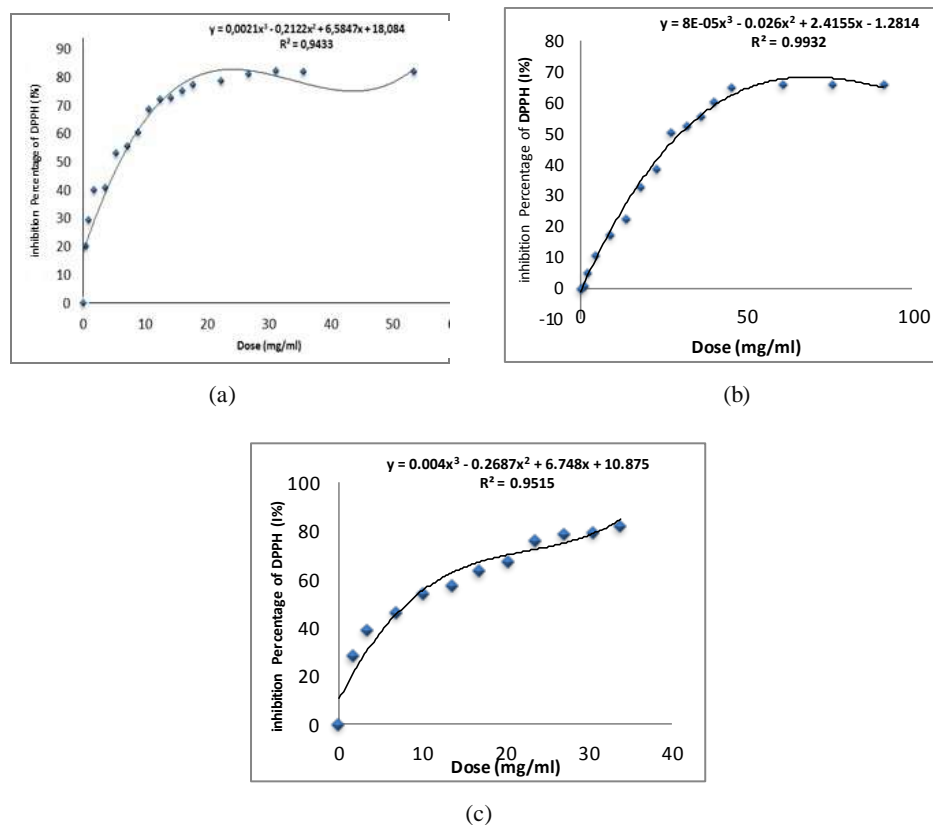 y = 0,0021x³ - 0,2122x² + 6,5847x + 18,084
R² = 0,9433
inhibition Percentage of DPPH (I%)
90
80
70
60
50
40
30
20
10
0
0 10 20 30 40 50
Dose (mg/ml)
(a)
y = 8E-05x³ - 0.026x² + 2.4155x - 1.2814
R² = 0.9932
inhibition Percentage of DPPH (I%)
80
70
60
50
40
30
20
10
0
-10
0 50 100
Dose (mg/ml)
(b)
y = 0.004x³ - 0.2687x² + 6.748x + 10.875
R² = 0.9515
inhibition Percentage of DPPH (I%)
100
80
60
40
20
0
0 10 20 30 40
Dose (mg/ml)
(c)